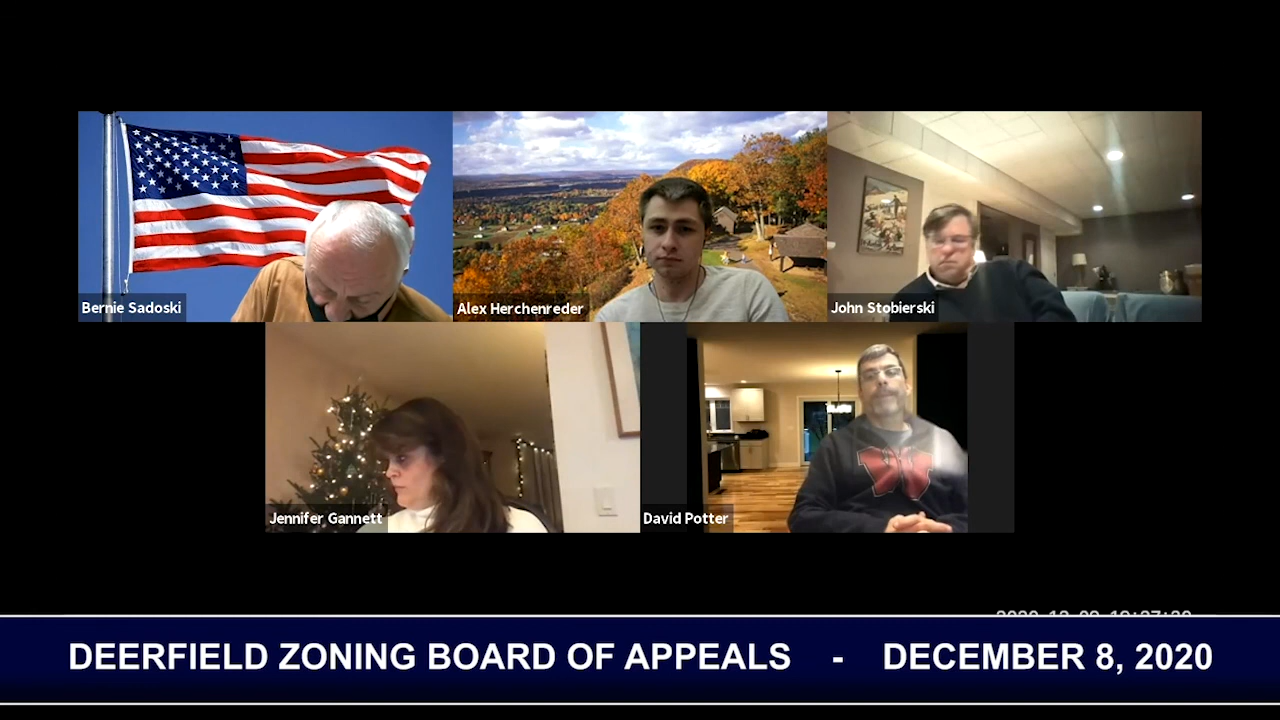 Bernie Sadoski
Alex Herchenreder
John Stobierski
Jennifer Gannett
David Potter
W
DEERFIELD ZONING BOARD OF APPEALS - DECEMBER 8, 2020